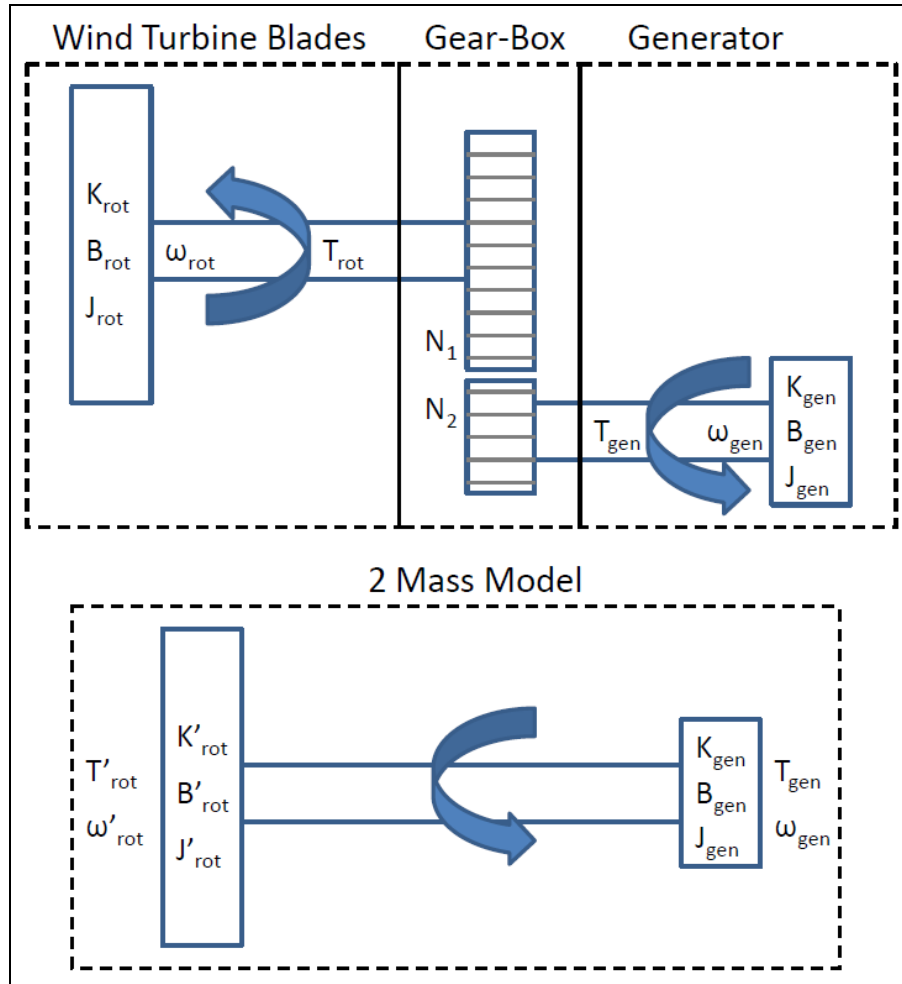 Wind Turbine Blades Gear-Box Generator
K_rot
B_rot ω_rot T_rot
J_rot
N_1
N_2
K_gen
T_gen ω_gen B_gen
J_gen
2 Mass Model
K'_rot K_gen
T'_rot B'_rot B_gen T_gen
ω'_rot J'_rot J_gen ω_gen